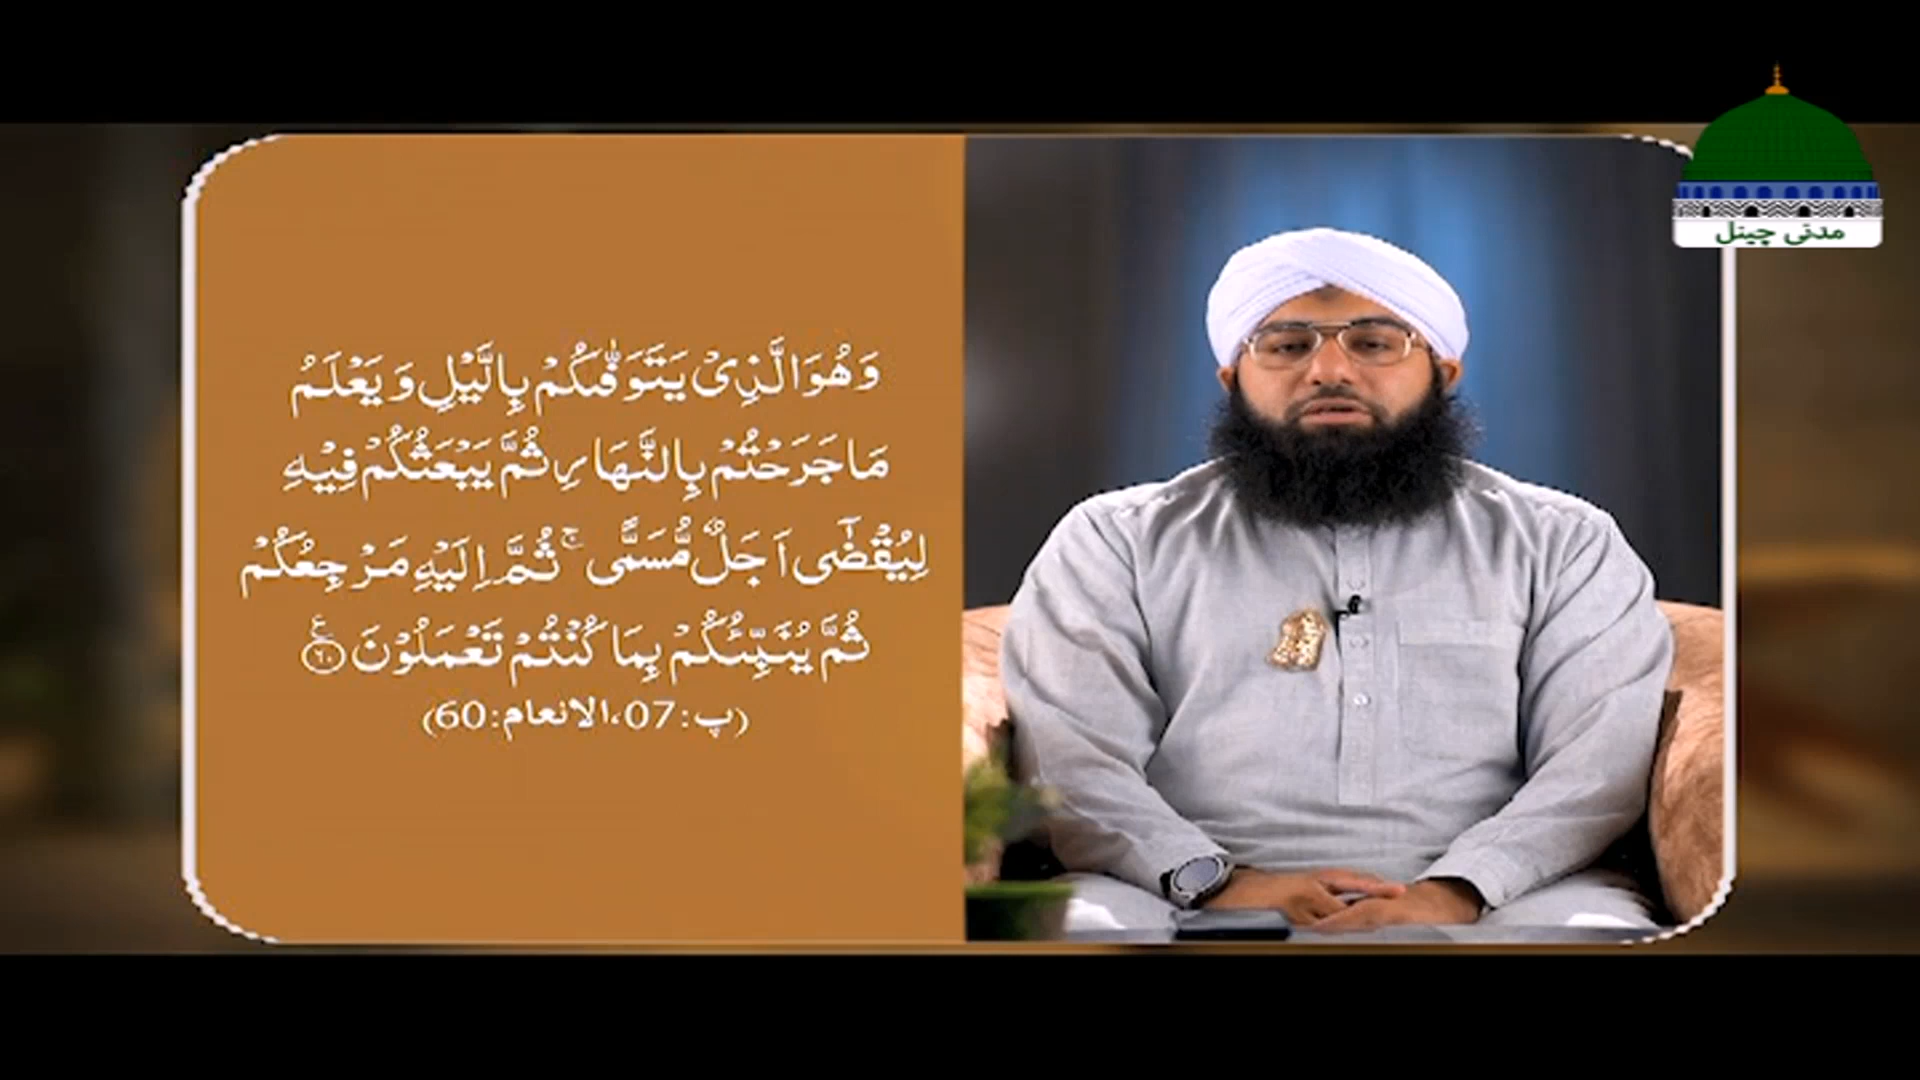 وَ هُوَ الَّذِیْ یَتَوَفّٰىكُمْ بِالَّیْلِ وَ یَعْلَمُ
مَا جَرَحْتُمْ بِالنَّهَارِ ثُمَّ یَبْعَثُكُمْ فِیْهِ
لِیُقْضٰۤى اَجَلٌ مُّسَمًّىۚ ثُمَّ اِلَیْهِ مَرْجِعُكُمْ
ثُمَّ یُنَبِّئُكُمْ بِمَا كُنْتُمْ تَعْمَلُوْنَ۠ ۝۶۰ ع
(پ:07،الانعام:60)
مدنی چینل